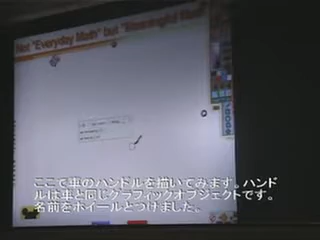 Not "Everyday Math" but "Meaningful Math"
ここで車のハンドルを描いてみます。ハンド
ルは車と同じグラフィックオブジェクトです。
名前をホイールとつけました。